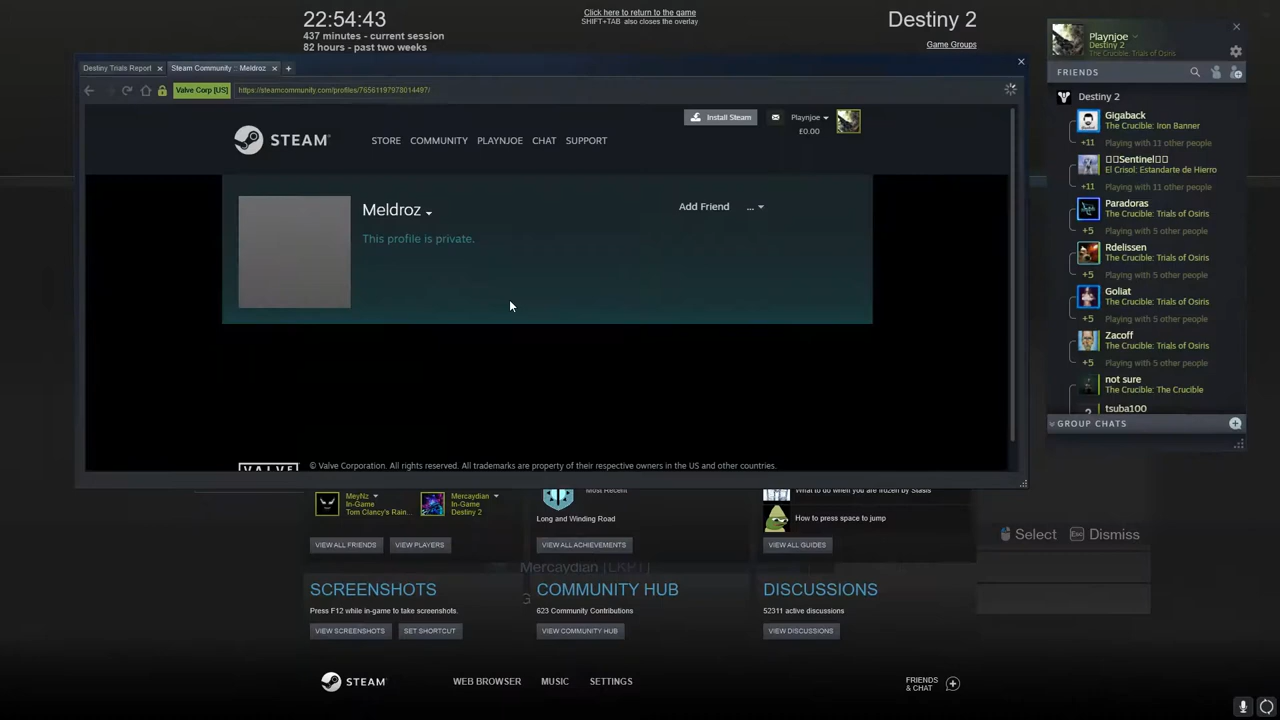 22:54:43
437 minutes - current session
82 hours - past two weeks
Click here to return to the game
SHIFT+TAB also closes the overlay
Destiny 2
Game Groups
Destiny Trials Report
Steam Community :: Meldroz
Valve Corp [US]
https://steamcommunity.com/profiles/76561197978014497/
Install Steam
Playnjoe
£0.00
STEAM
STORE
COMMUNITY
PLAYNJOE
CHAT
SUPPORT
Meldroz
This profile is private.
Add Friend
...
VALVE
© Valve Corporation. All rights reserved. All trademarks are property of their respective owners in the US and other countries.
Playnjoe
Destiny 2
The Crucible: Trials of Osiris
FRIENDS
Destiny 2
Gigaback
The Crucible: Iron Banner
+11 Playing with 11 other people
Sentinel
El Crisol: Estandarte de Hierro
+11 Playing with 11 other people
Paradoras
The Crucible: Trials of Osiris
+5 Playing with 5 other people
Rdelissen
The Crucible: Trials of Osiris
+5 Playing with 5 other people
Goliat
The Crucible: Trials of Osiris
+5 Playing with 5 other people
Zacoff
The Crucible: Trials of Osiris
+5 Playing with 5 other people
not sure
The Crucible: The Crucible
tsuba100
GROUP CHATS
MeyNz
In-Game
Tom Clancy's Rain...
Mercaydian
In-Game
Destiny 2
VIEW ALL FRIENDS
VIEW PLAYERS
Most Recent
Long and Winding Road
VIEW ALL ACHIEVEMENTS
What to do when you are frozen by Stasis
How to press space to jump
VIEW ALL GUIDES
Select
Esc Dismiss
Mercaydian [LKPT]
SCREENSHOTS
Press F12 while in-game to take screenshots.
VIEW SCREENSHOTS
SET SHORTCUT
COMMUNITY HUB
623 Community Contributions
VIEW COMMUNITY HUB
DISCUSSIONS
52311 active discussions
VIEW DISCUSSIONS
STEAM
WEB BROWSER
MUSIC
SETTINGS
FRIENDS
& CHAT